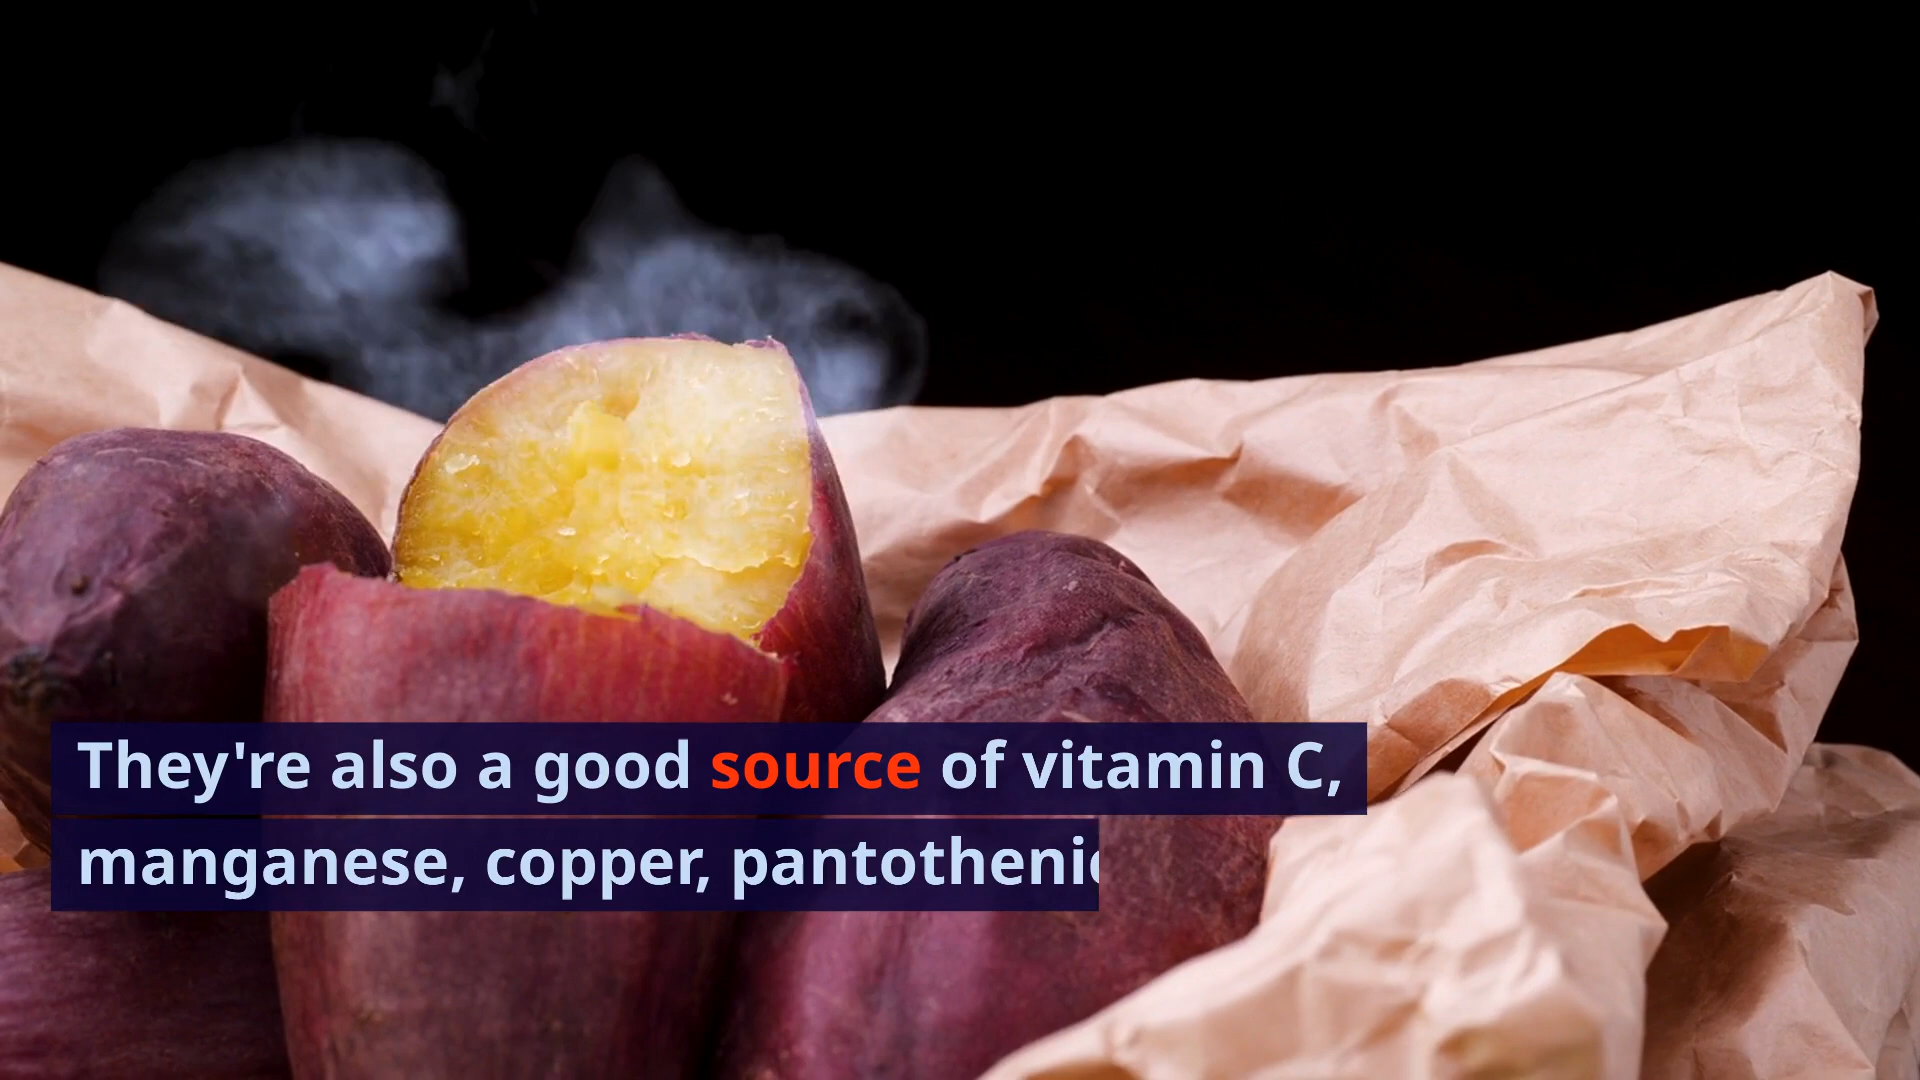 They're also a good source of vitamin C,
manganese, copper, pantothenic